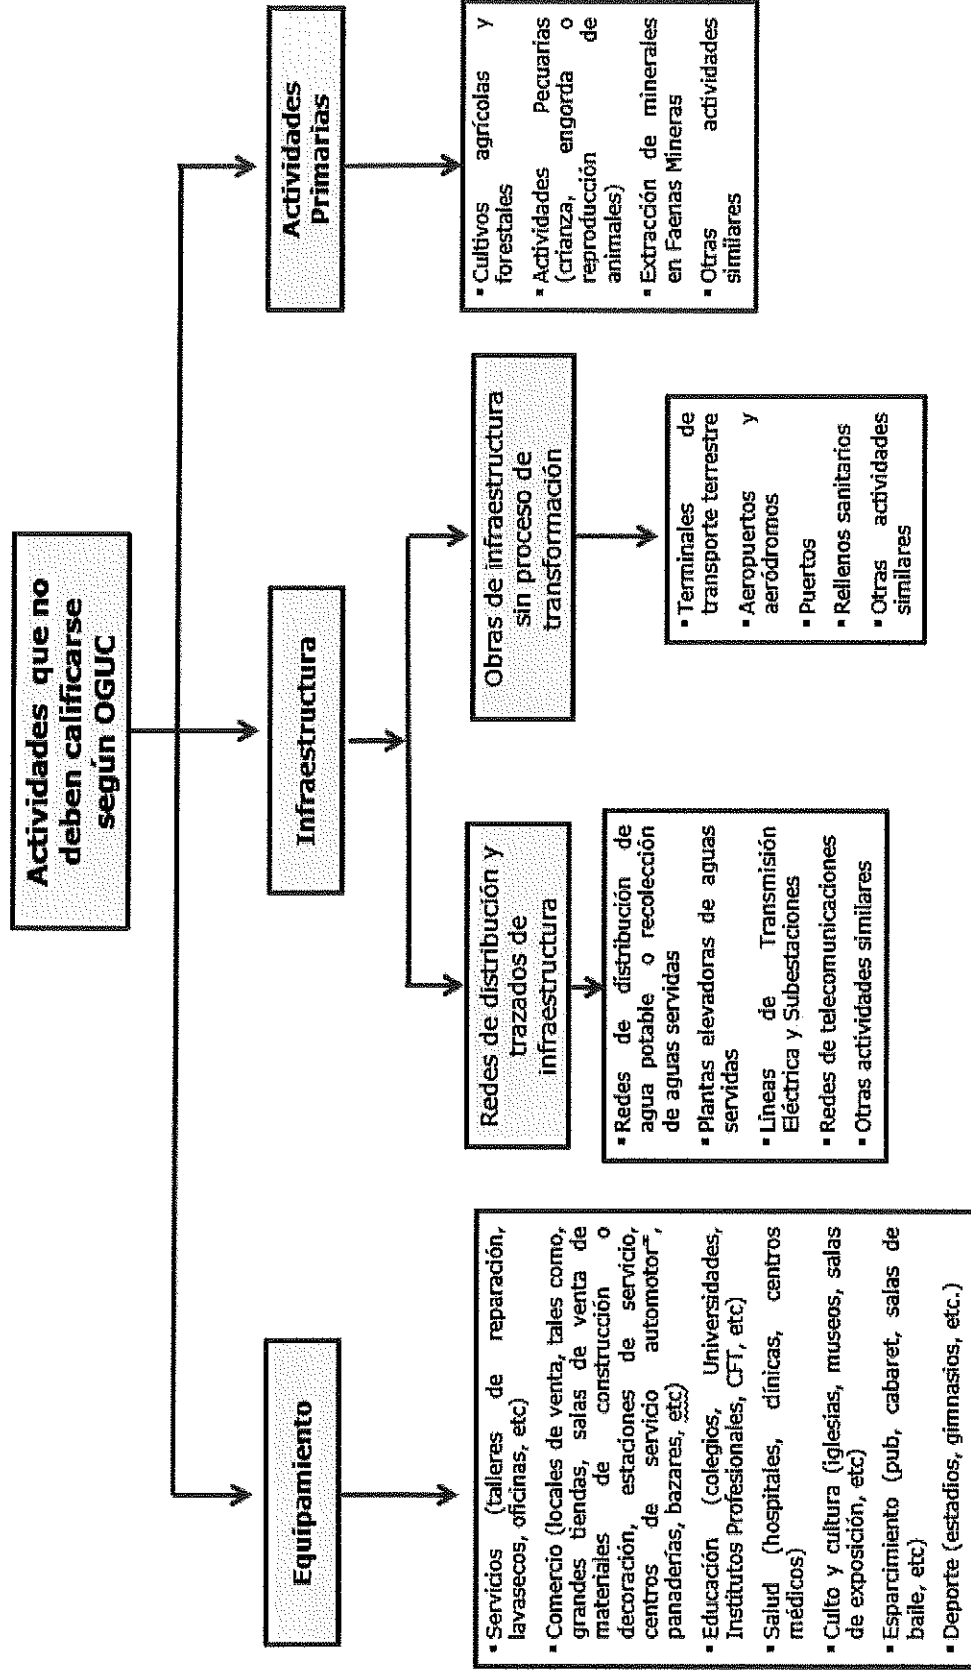 Actividades que no
deben calificarse
según OGUC
Equipamiento
▪ Servicios (talleres de reparación,
lavasecos, oficinas, etc)
▪ Comercio (locales de venta, tales como,
grandes tiendas, salas de venta de
materiales de construcción o
decoración, estaciones de servicio,
centros de servicio automotor
panaderías, bazares, etc)
▪ Educación (colegios, Universidades,
Institutos Profesionales, CFT, etc)
▪ Salud (hospitales, clínicas, centros
médicos)
▪ Culto y cultura (iglesias, museos, salas
de exposición, etc)
▪ Esparcimiento (pub, cabaret, salas de
baile, etc)
▪ Deporte (estadios, gimnasios, etc.)
Infraestructura
Redes de distribución y
trazados de
infraestructura
▪ Redes de distribución de
agua potable o recolección
de aguas servidas
▪ Plantas elevadoras de aguas
servidas
▪ Líneas de Transmisión
Eléctrica y Subestaciones
▪ Redes de telecomunicaciones
▪ Otras actividades similares
Obras de infraestructura
sin proceso de
transformación
▪ Terminales de
transporte terrestre
▪ Aeropuertos y
aeródromos
▪ Puertos
▪ Rellenos sanitarios
▪ Otras actividades
similares
Actividades
Primarias
▪ Cultivos agrícolas y
forestales
▪ Actividades Pecuarias
(crianza, engorda o
reproducción de
animales)
▪ Extracción de minerales
en Faenas Mineras
▪ Otras actividades
similares